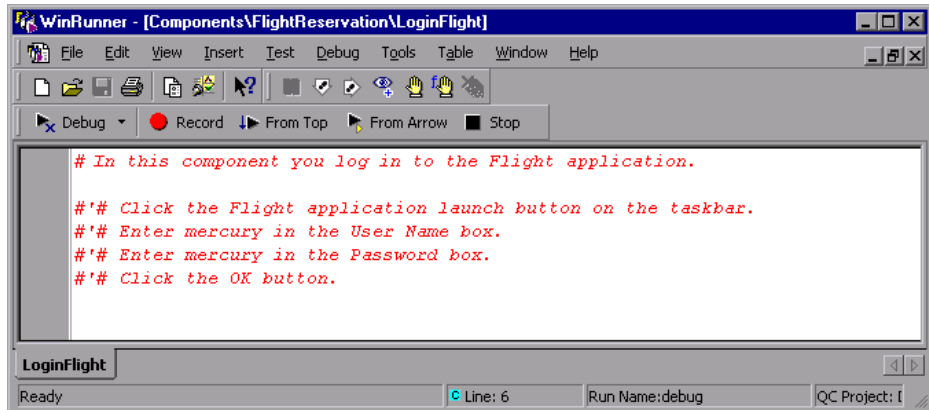 WinRunner - [Components\FlightReservation\LoginFlight]
File Edit View Insert Test Debug Tools Table Window Help
Debug Record From Top From Arrow Stop
# In this component you log in to the Flight application.
#'# Click the Flight application launch button on the taskbar.
#'# Enter mercury in the User Name box.
#'# Enter mercury in the Password box.
#'# Click the OK button.
LoginFlight
Ready C Line: 6 Run Name:debug QC Project: